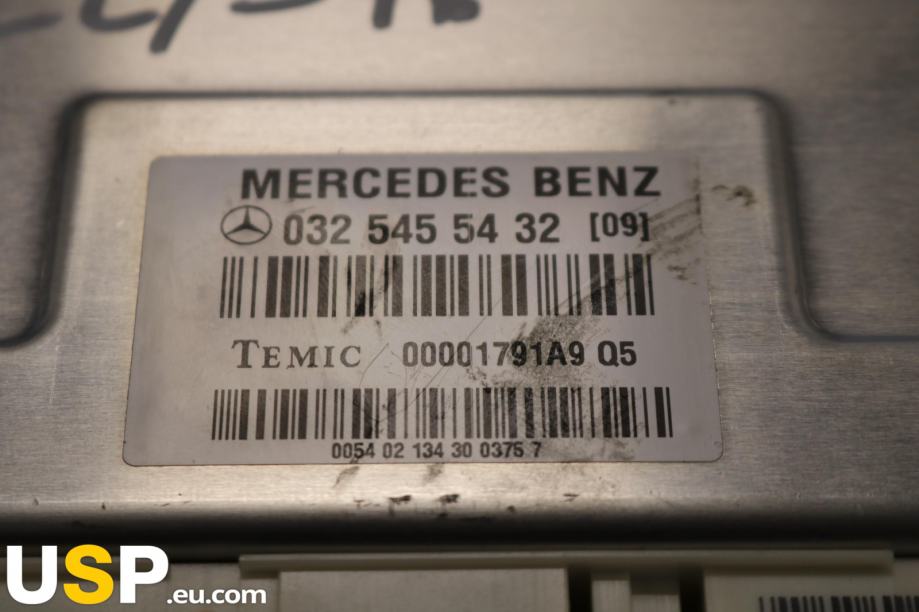 MERCEDES BENZ
032 545 54 32 [09]
TEMIC 00001791A9 Q5
0054 02 134 30 0375 7
USP.eu.com